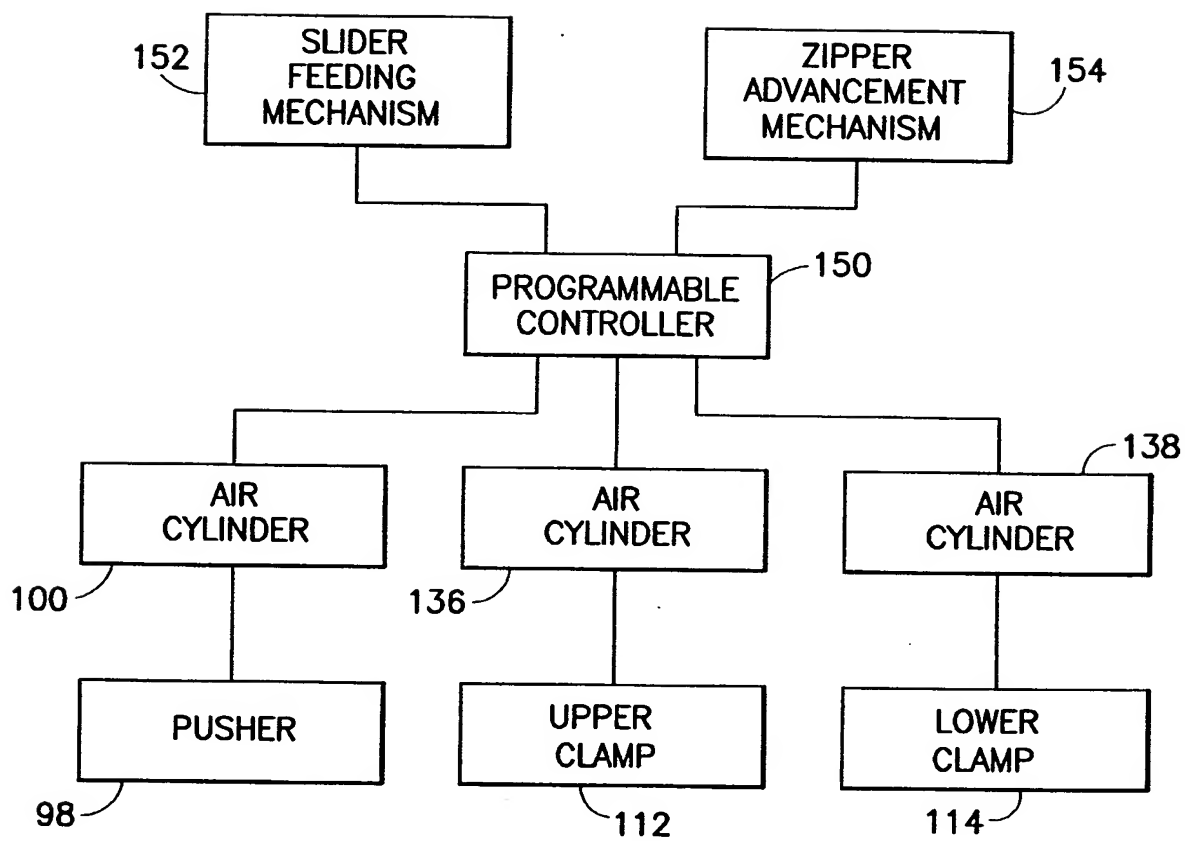 152
SLIDER
FEEDING
MECHANISM
ZIPPER
ADVANCEMENT
MECHANISM
154
PROGRAMMABLE
CONTROLLER
150
AIR
CYLINDER
100
AIR
CYLINDER
136
AIR
CYLINDER
138
PUSHER
98
UPPER
CLAMP
112
LOWER
CLAMP
114